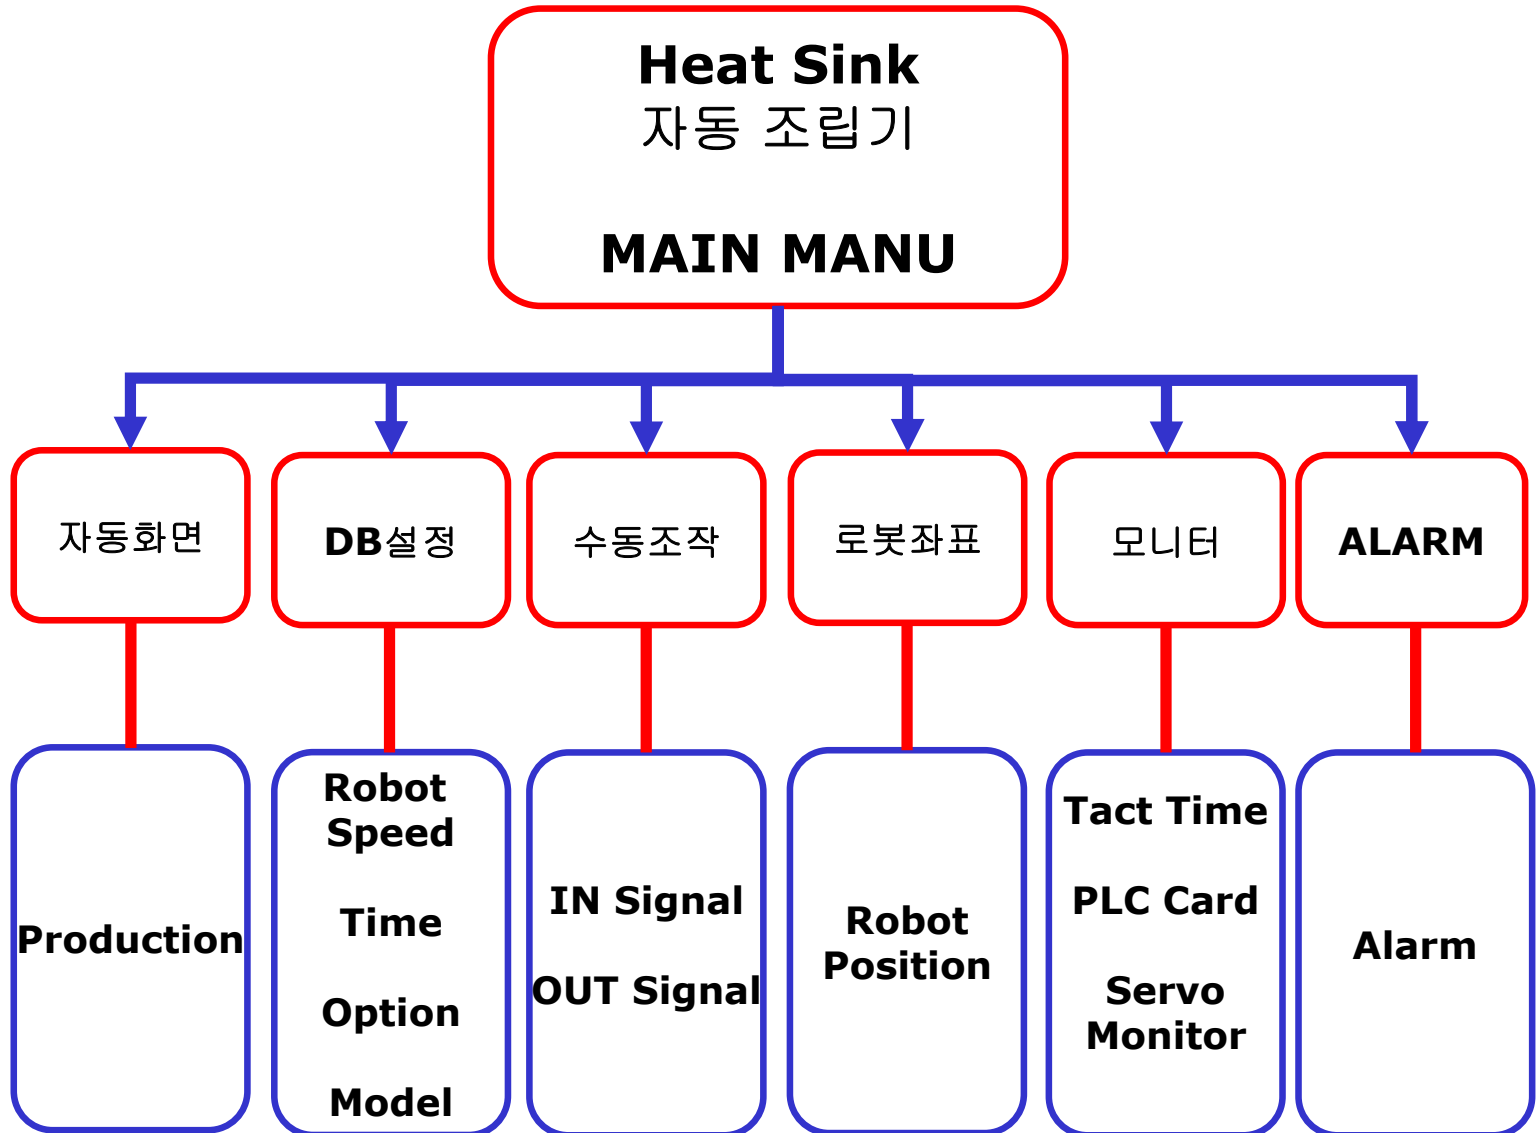 Heat Sink
자동 조립기
MAIN MANU
자동화면
DB설정
수동조작
로봇좌표
모니터
ALARM
Production
Robot
Speed
Time
Option
Model
IN Signal
OUT Signal
Robot
Position
Tact Time
PLC Card
Servo
Monitor
Alarm